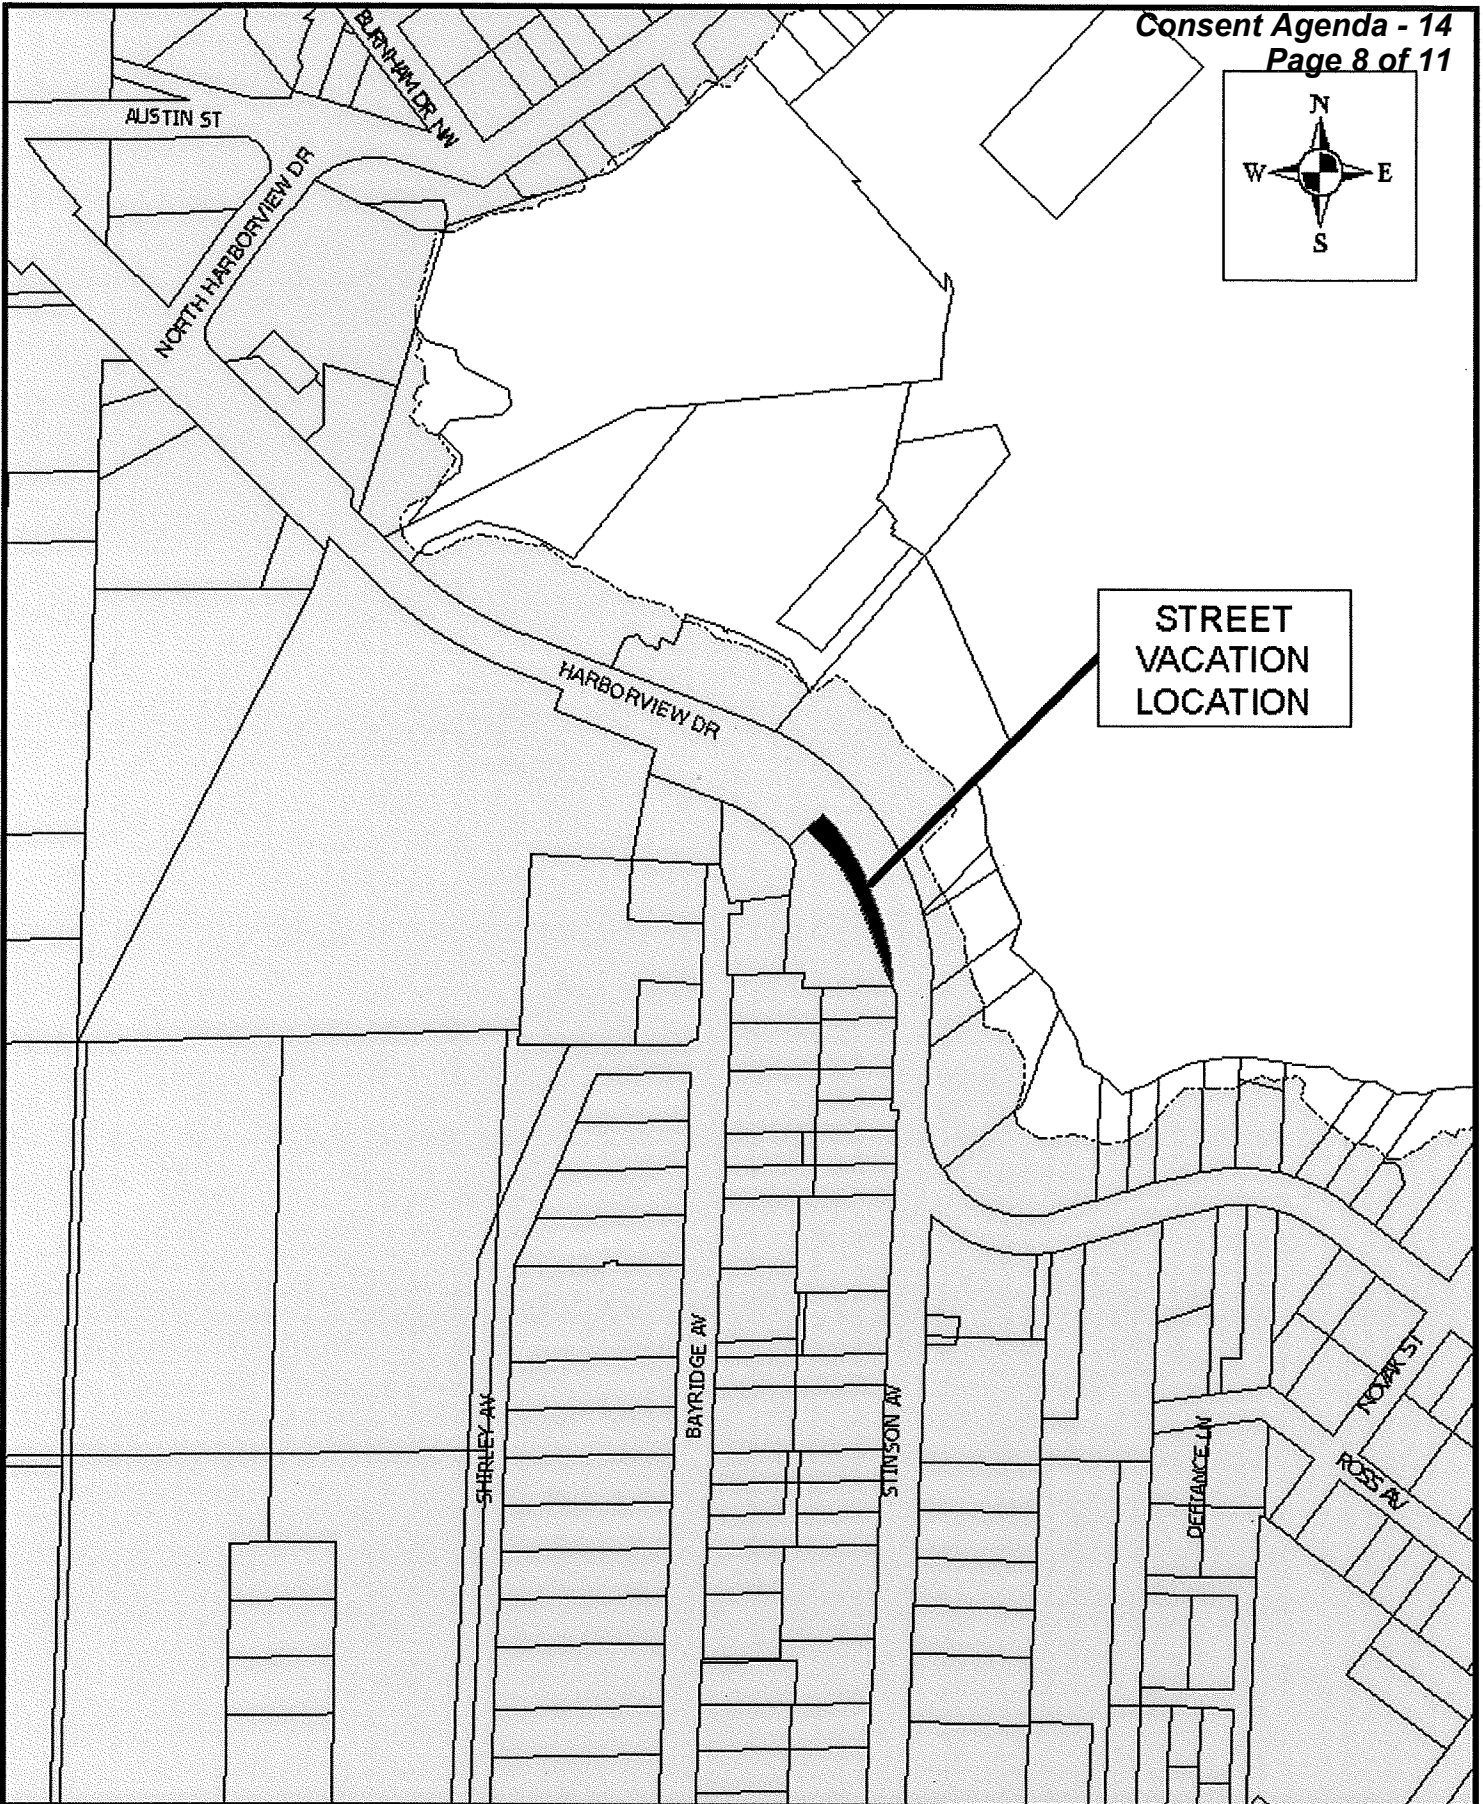 Consent Agenda - 14
Page 8 of 11
N
W E
S
BURNHAM DR NW
AUSTIN ST
NORTH HARBORVIEW DR
STREET
VACATION
LOCATION
HARBORVIEW DR
BAYRIDGE AV
SHIRLEY AV
STINSON AV
DEFIANCE LN
NOVAK ST
ROSS AV